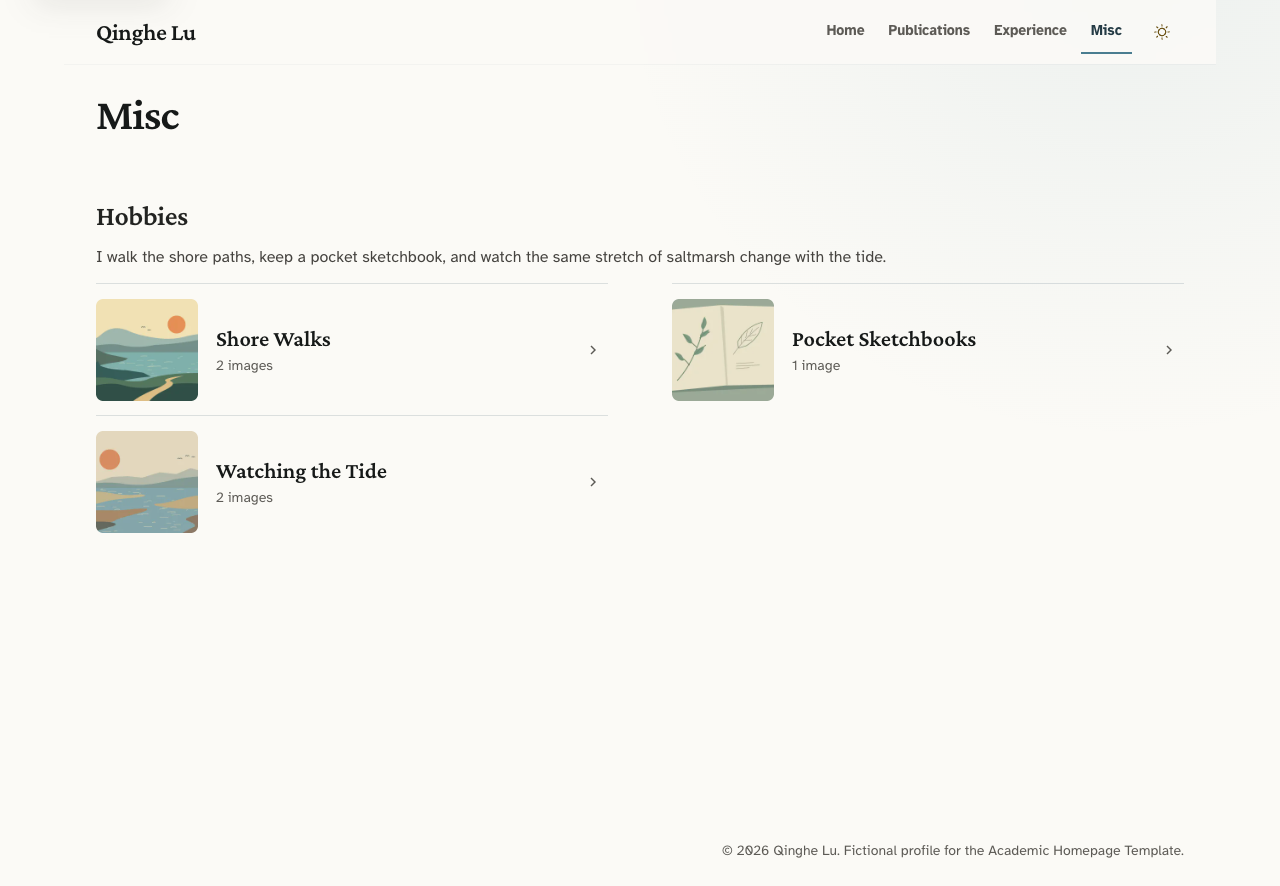 Qinghe Lu
Home Publications Experience Misc
Misc
Hobbies
I walk the shore paths, keep a pocket sketchbook, and watch the same stretch of saltmarsh change with the tide.
Shore Walks
2 images
Pocket Sketchbooks
1 image
Watching the Tide
2 images
© 2026 Qinghe Lu. Fictional profile for the Academic Homepage Template.